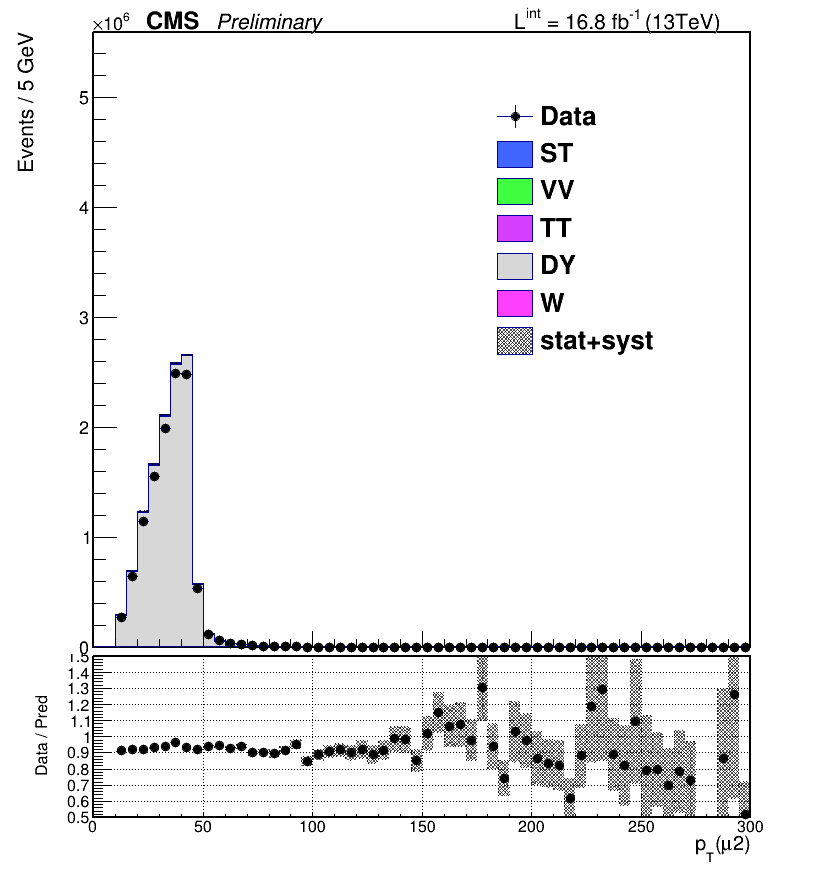 ×10⁶ CMS Preliminary L^int = 16.8 fb⁻¹ (13TeV)
Events / 5 GeV
5
4
3
2
1
0
Data
ST
VV
TT
DY
W
stat+syst
Data / Pred
1.5
1.4
1.3
1.2
1.1
1
0.9
0.8
0.7
0.6
0.5
0 50 100 150 200 250 300
p_T(μ2)